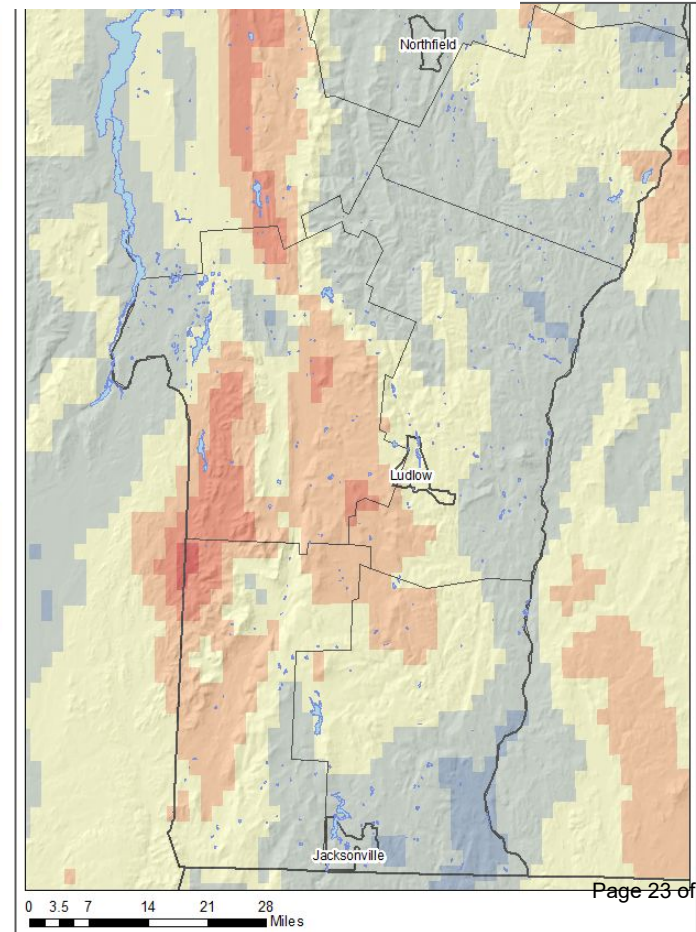 Northfield
Ludlow
Jacksonville
Page 23 of
0 3.5 7 14 21 28
Miles